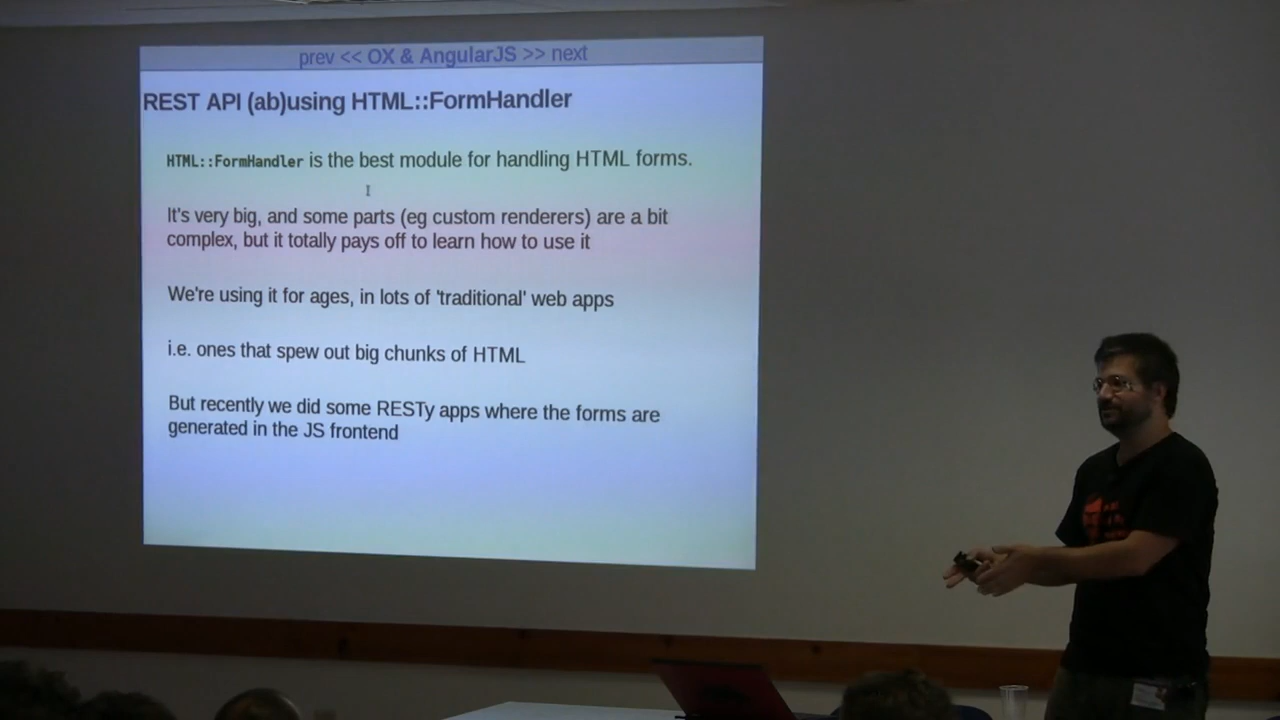 prev << OX & AngularJS >> next
REST API (ab)using HTML::FormHandler
HTML::FormHandler is the best module for handling HTML forms.
It's very big, and some parts (eg custom renderers) are a bit
complex, but it totally pays off to learn how to use it
We're using it for ages, in lots of 'traditional' web apps
i.e. ones that spew out big chunks of HTML
But recently we did some RESTy apps where the forms are
generated in the JS frontend